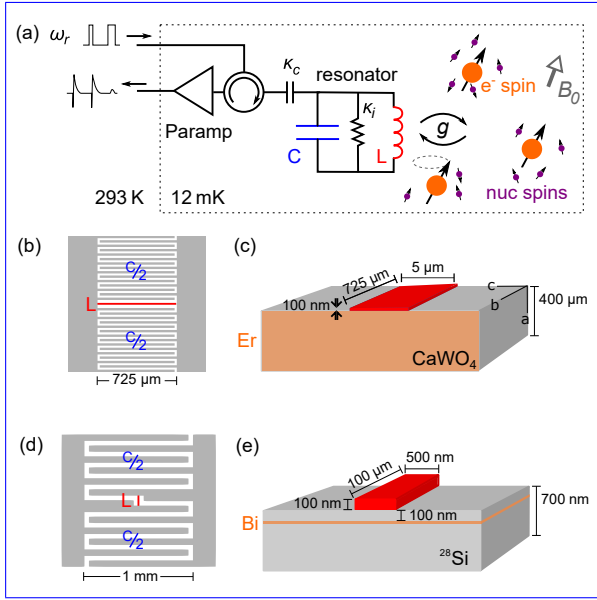 (a)
ω_r
κ_c
resonator
e⁻ spin
B_0
Paramp
C
κ_i
L
g
nuc spins
293 K
12 mK
(b)
C/2
L
C/2
725 µm
(c)
725 µm
5 µm
100 nm
c
b
a
400 µm
Er
CaWO₄
(d)
C/2
L
C/2
1 mm
(e)
100 µm
500 nm
100 nm
100 nm
700 nm
Bi
²⁸Si